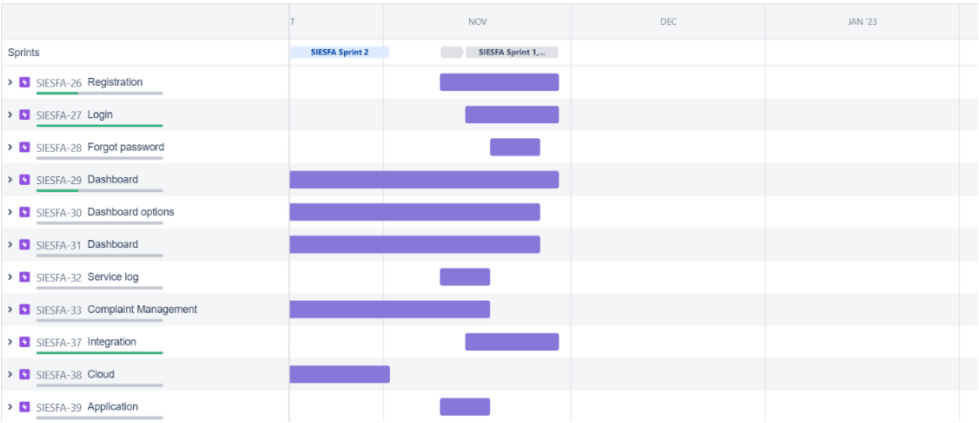 T NOV DEC JAN '23
Sprints SIESFA Sprint 2 SIESFA Sprint 1,...
SIESFA-26 Registration
SIESFA-27 Login
SIESFA-28 Forgot password
SIESFA-29 Dashboard
SIESFA-30 Dashboard options
SIESFA-31 Dashboard
SIESFA-32 Service log
SIESFA-33 Complaint Management
SIESFA-37 Integration
SIESFA-38 Cloud
SIESFA-39 Application